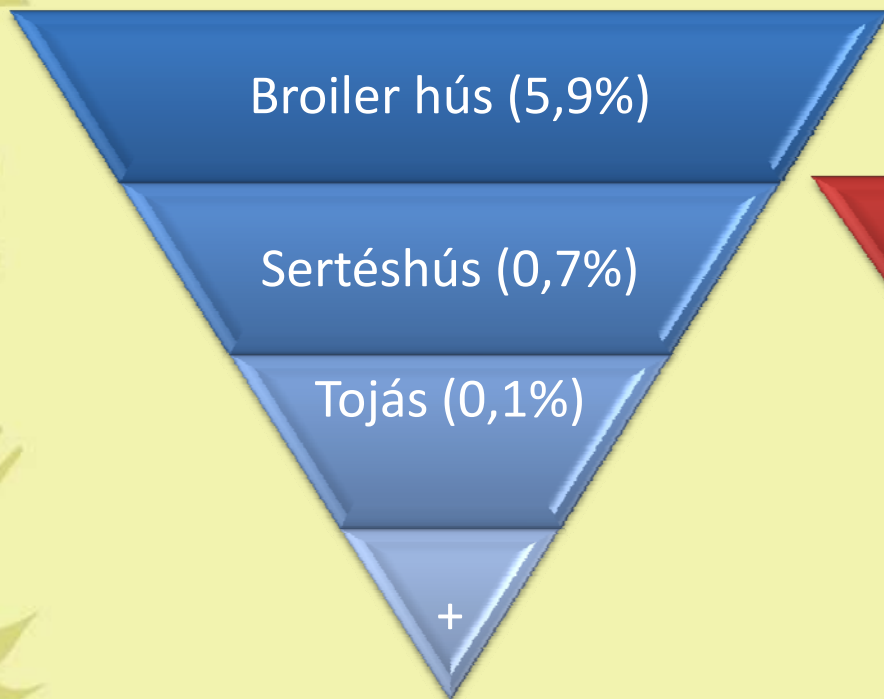 Broiler hús (5,9%)
Sertéshús (0,7%)
Tojás (0,1%)
+